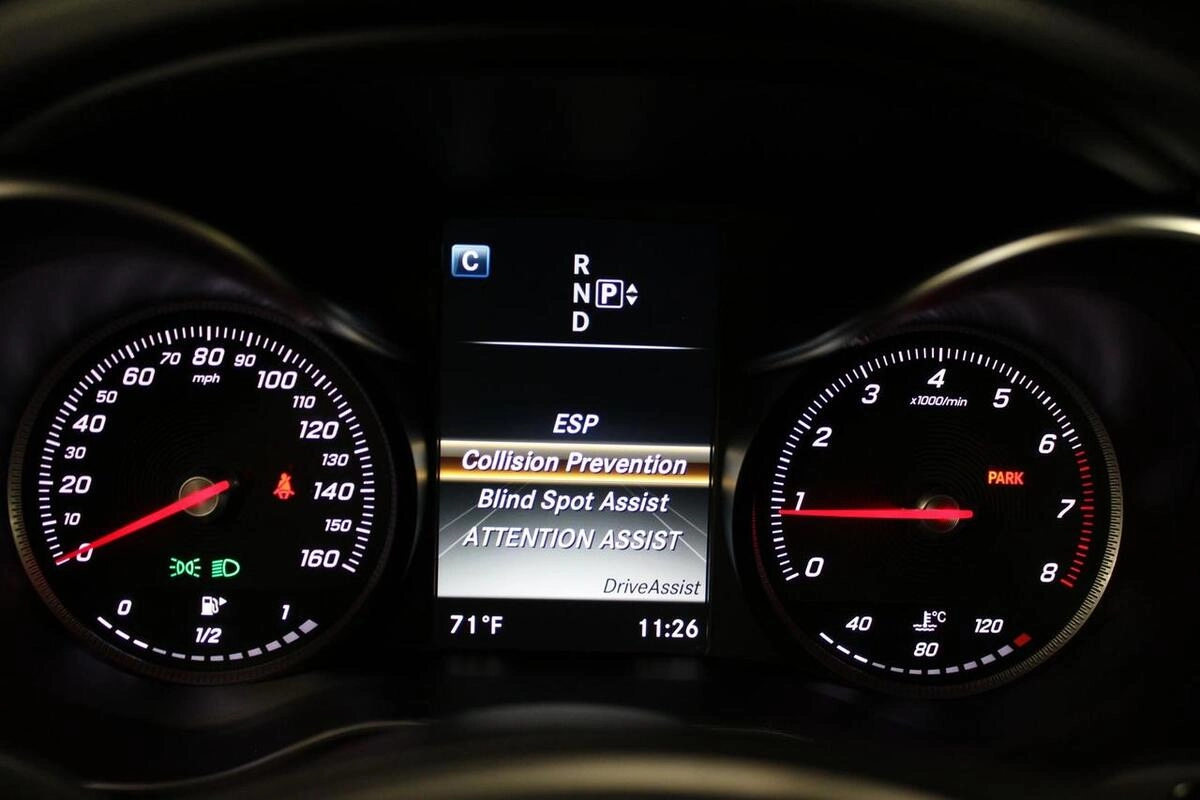 C
R
N P
D
ESP
Collision Prevention
Blind Spot Assist
ATTENTION ASSIST
DriveAssist
71°F 11:26
0
10
20
30
40
50
60
70
80
90
100
110
120
130
140
150
160
mph
0 1/2 1
0
1
2
3
4
5
6
7
8
x1000/min
PARK
°C
40 80 120